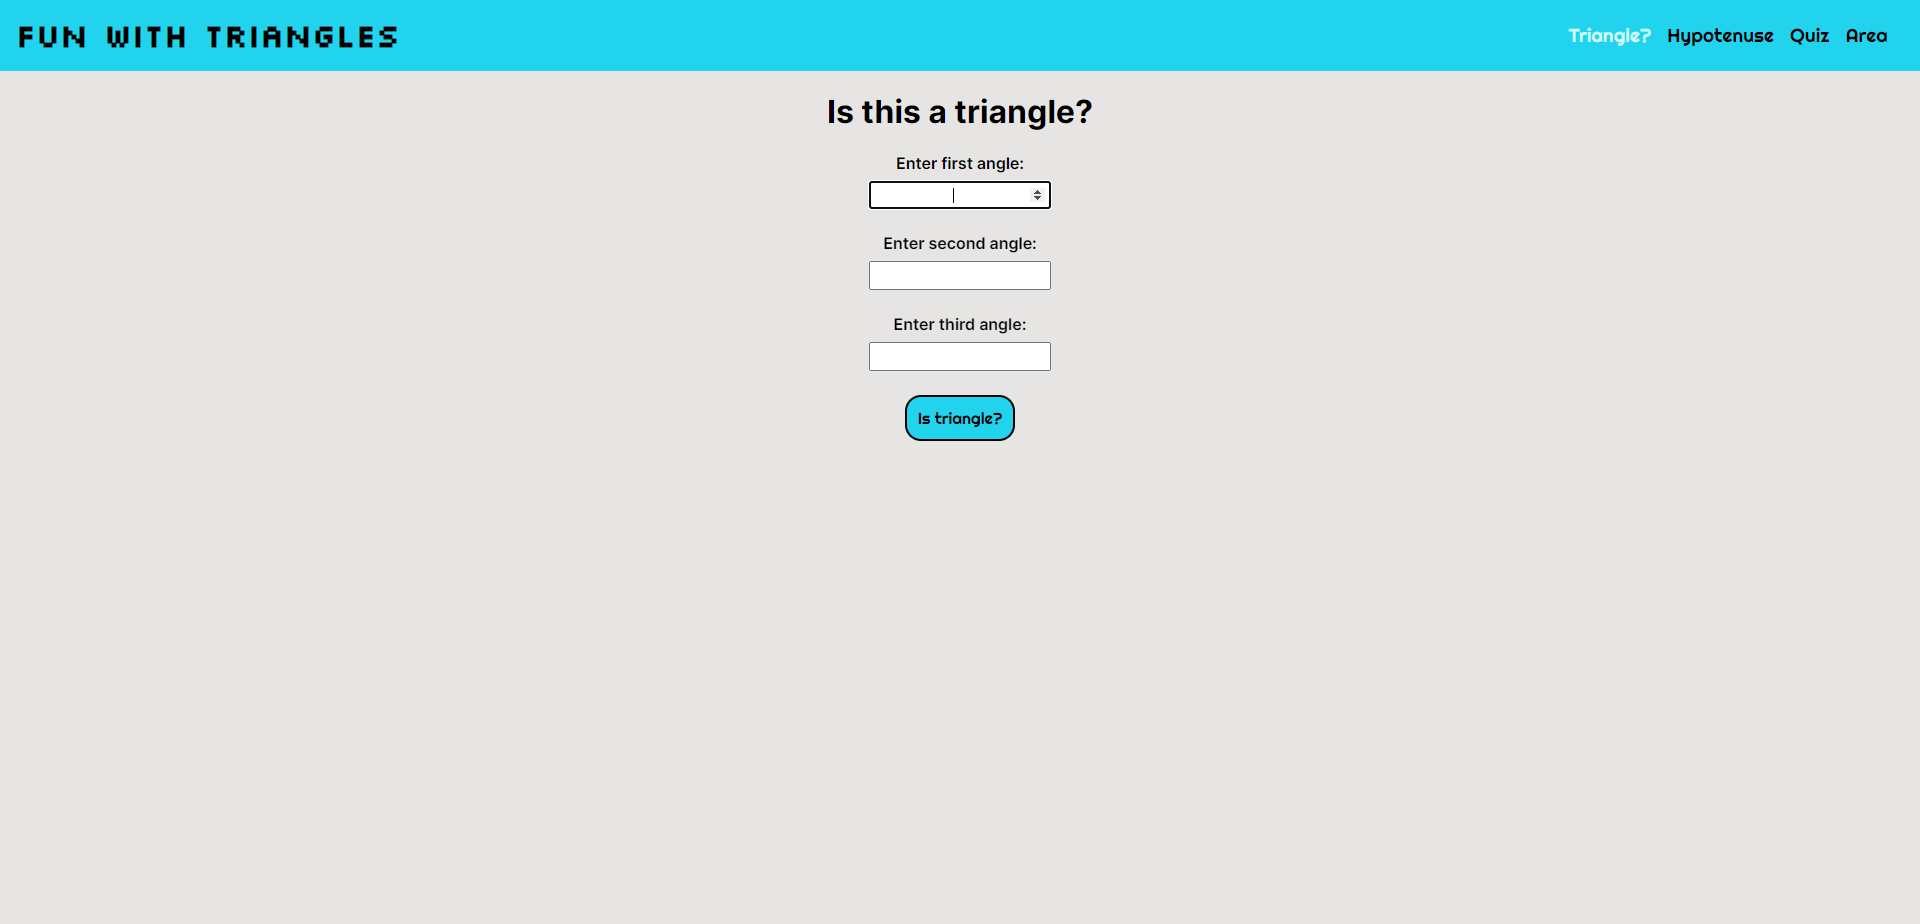 FUN WITH TRIANGLES
Triangle? Hypotenuse Quiz Area
Is this a triangle?
Enter first angle:
Enter second angle:
Enter third angle:
Is triangle?